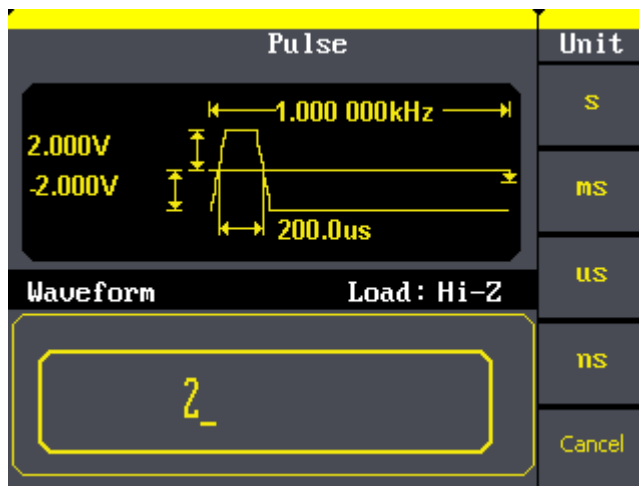 Pulse
Unit
1.000 000kHz
2.000V
-2.000V
200.0us
Waveform
Load: Hi-Z
2_
s
ms
us
ns
Cancel